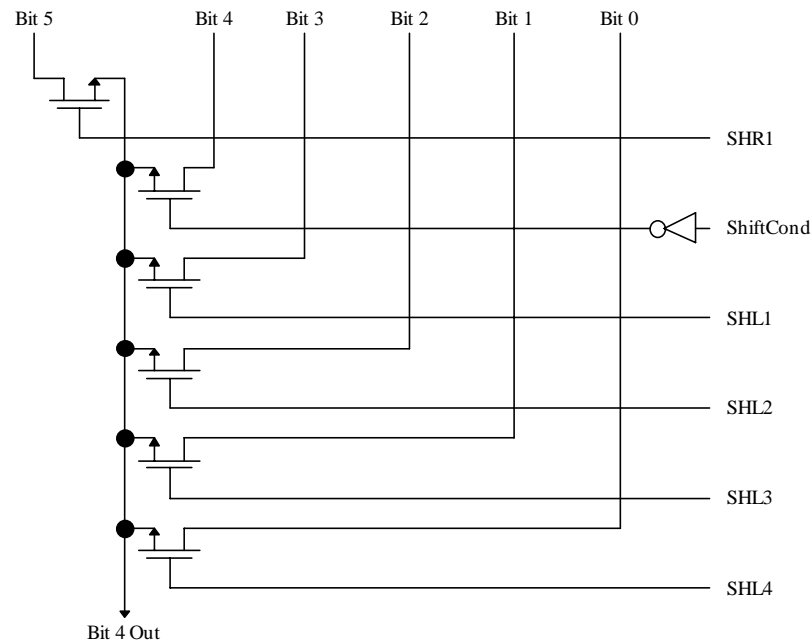 Bit 5
Bit 4
Bit 3
Bit 2
Bit 1
Bit 0
SHR1
ShiftCond
SHL1
SHL2
SHL3
SHL4
Bit 4 Out